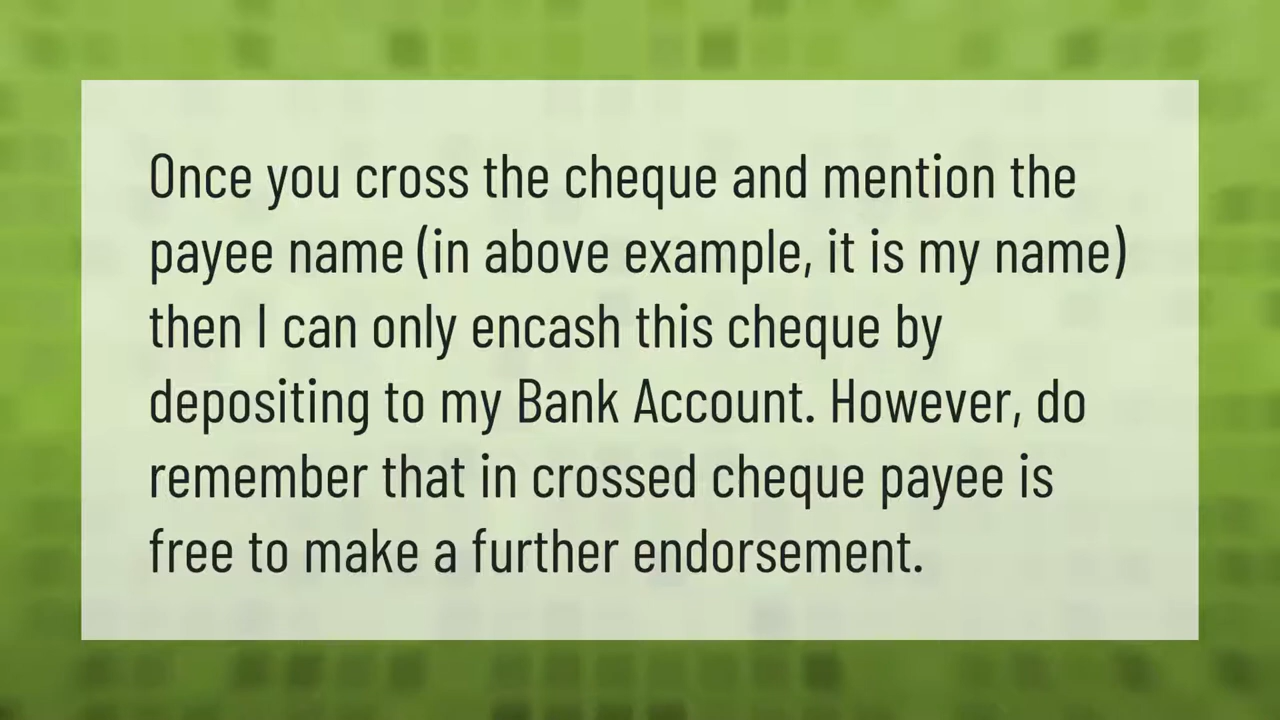 Once you cross the cheque and mention the
payee name (in above example, it is my name)
then I can only encash this cheque by
depositing to my Bank Account. However, do
remember that in crossed cheque payee is
free to make a further endorsement.